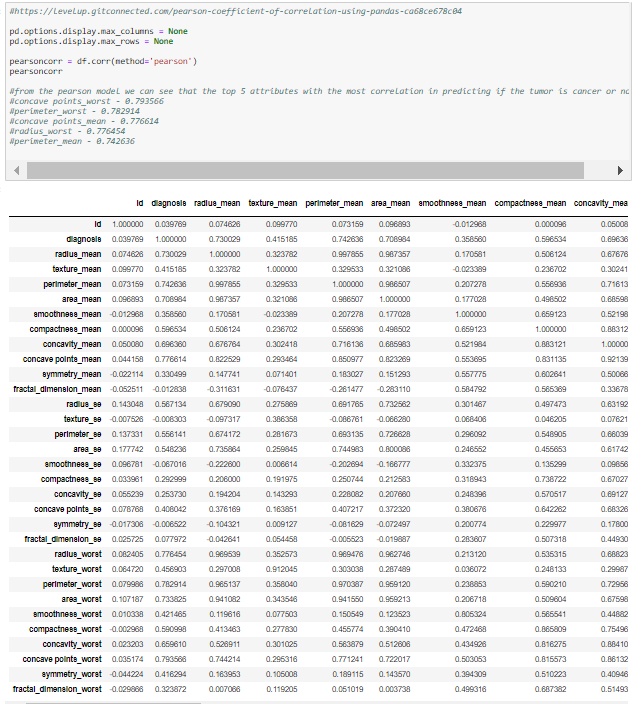 #https://levelup.gitconnected.com/pearson-coefficient-of-correlation-using-pandas-ca68ce678c04
pd.options.display.max_columns = None
pd.options.display.max_rows = None
pearsoncorr = df.corr(method='pearson')
pearsoncorr
#from the pearson model we can see that the top 5 attributes with the most correlation in predicting if the tumor is cancer or no
#concave points_worst - 0.793566
#perimeter_worst - 0.782914
#concave points_mean - 0.776614
#radius_worst - 0.776454
#perimeter_mean - 0.742636
id diagnosis radius_mean texture_mean perimeter_mean area_mean smoothness_mean compactness_mean concavity_mea
id 1.000000 0.039769 0.074626 0.099770 0.073159 0.096893 -0.012968 0.000096 0.05008
diagnosis 0.039769 1.000000 0.730029 0.415185 0.742636 0.708984 0.358560 0.596534 0.69636
radius_mean 0.074626 0.730029 1.000000 0.323782 0.997855 0.987357 0.170581 0.506124 0.67676
texture_mean 0.099770 0.415185 0.323782 1.000000 0.329533 0.321086 -0.023389 0.236702 0.30241
perimeter_mean 0.073159 0.742636 0.997855 0.329533 1.000000 0.986507 0.207278 0.556936 0.71613
area_mean 0.096893 0.708984 0.987357 0.321086 0.986507 1.000000 0.177028 0.498502 0.68598
smoothness_mean -0.012968 0.358560 0.170581 -0.023389 0.207278 0.177028 1.000000 0.659123 0.52198
compactness_mean 0.000096 0.596534 0.506124 0.236702 0.556936 0.498502 0.659123 1.000000 0.88312
concavity_mean 0.050080 0.696360 0.676764 0.302418 0.716136 0.685983 0.521984 0.883121 1.00000
concave points_mean 0.044158 0.776614 0.822529 0.293464 0.850977 0.823269 0.553695 0.831135 0.92139
symmetry_mean -0.022114 0.330499 0.147741 0.071401 0.183027 0.151293 0.557775 0.602641 0.50066
fractal_dimension_mean -0.052511 -0.012838 -0.311631 -0.076437 -0.261477 -0.283110 0.584792 0.565369 0.33678
radius_se 0.143048 0.567134 0.679090 0.275869 0.691765 0.732562 0.301467 0.497473 0.63192
texture_se -0.007526 -0.008303 -0.097317 0.386358 -0.086761 -0.066280 0.068406 0.046205 0.07621
perimeter_se 0.137331 0.556141 0.674172 0.281673 0.693135 0.726628 0.296092 0.548905 0.66039
area_se 0.177742 0.548236 0.735864 0.259845 0.744983 0.800086 0.246552 0.455653 0.61742
smoothness_se 0.096781 -0.067016 -0.222600 0.006614 -0.202694 -0.166777 0.332375 0.135299 0.09856
compactness_se 0.033961 0.292999 0.206000 0.191975 0.250744 0.212583 0.318943 0.738722 0.67027
concavity_se 0.055239 0.253730 0.194204 0.143293 0.228082 0.207660 0.248396 0.570517 0.69127
concave points_se 0.078768 0.408042 0.376169 0.163851 0.407217 0.372320 0.380676 0.642262 0.68326
symmetry_se -0.017306 -0.006522 -0.104321 0.009127 -0.081629 -0.072497 0.200774 0.229977 0.17800
fractal_dimension_se 0.025725 0.077972 -0.042641 0.054458 -0.005523 -0.019887 0.283607 0.507318 0.44930
radius_worst 0.082405 0.776454 0.969539 0.352573 0.969476 0.962746 0.213120 0.535315 0.68823
texture_worst 0.064720 0.456903 0.297008 0.912045 0.303038 0.287489 0.036072 0.248133 0.29987
perimeter_worst 0.079986 0.782914 0.965137 0.358040 0.970387 0.959120 0.238853 0.590210 0.72956
area_worst 0.107187 0.733825 0.941082 0.343546 0.941550 0.959213 0.206718 0.509604 0.67598
smoothness_worst 0.010338 0.421465 0.119616 0.077503 0.150549 0.123523 0.805324 0.565541 0.44882
compactness_worst -0.002968 0.590998 0.413463 0.277830 0.455774 0.390410 0.472468 0.865809 0.75496
concavity_worst 0.023203 0.659610 0.526911 0.301025 0.563879 0.512606 0.434926 0.816275 0.88410
concave points_worst 0.035174 0.793566 0.744214 0.295316 0.771241 0.722017 0.503053 0.815573 0.86132
symmetry_worst -0.044224 0.416294 0.163953 0.105008 0.189115 0.143570 0.394309 0.510223 0.40946
fractal_dimension_worst -0.029866 0.323872 0.007066 0.119205 0.051019 0.003738 0.499316 0.687382 0.51493